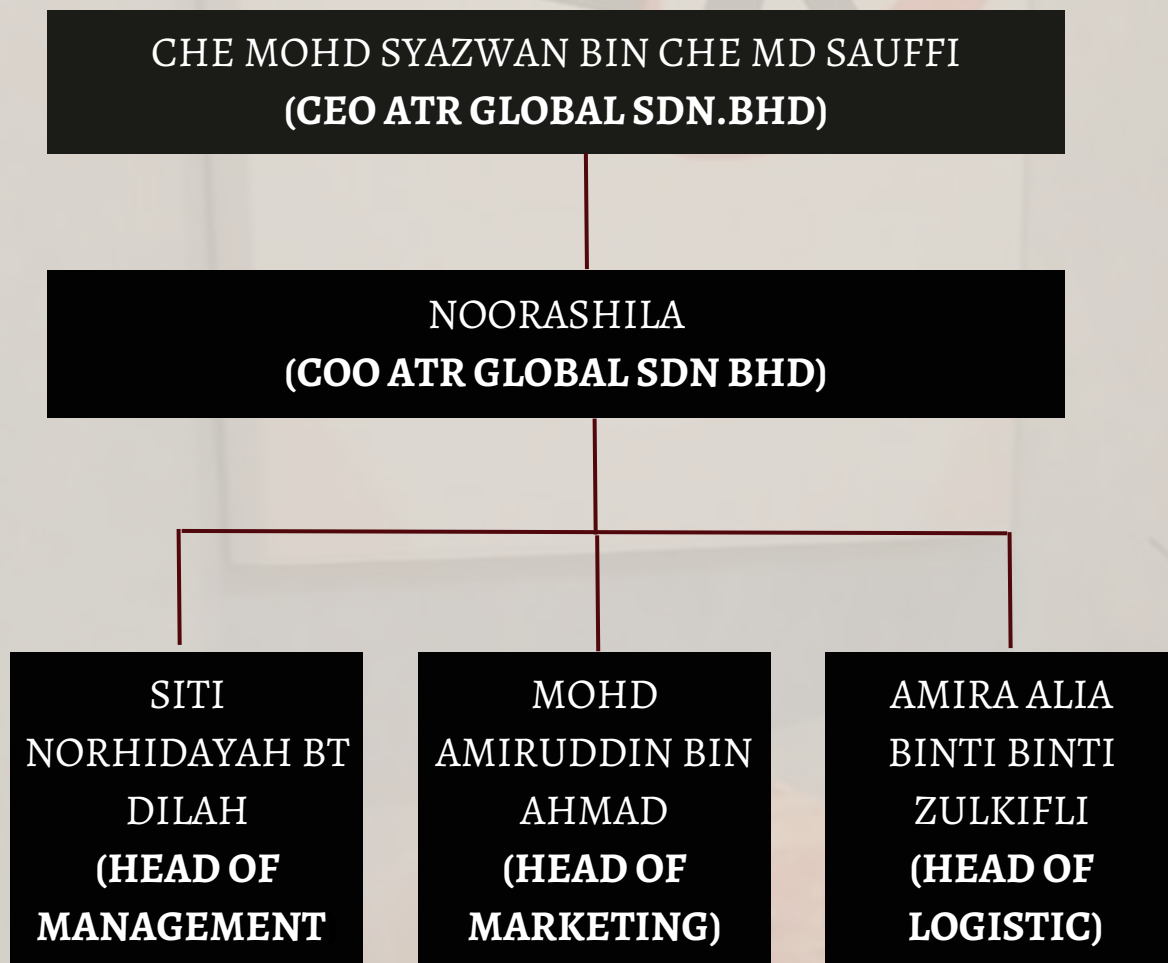 CHE MOHD SYAZWAN BIN CHE MD SAUFFI
(CEO ATR GLOBAL SDN.BHD)
NOORASHILA
(COO ATR GLOBAL SDN BHD)
SITI
NORHIDAYAH BT
DILAH
(HEAD OF
MANAGEMENT
MOHD
AMIRUDDIN BIN
AHMAD
(HEAD OF
MARKETING)
AMIRA ALIA
BINTI BINTI
ZULKIFLI
(HEAD OF
LOGISTIC)